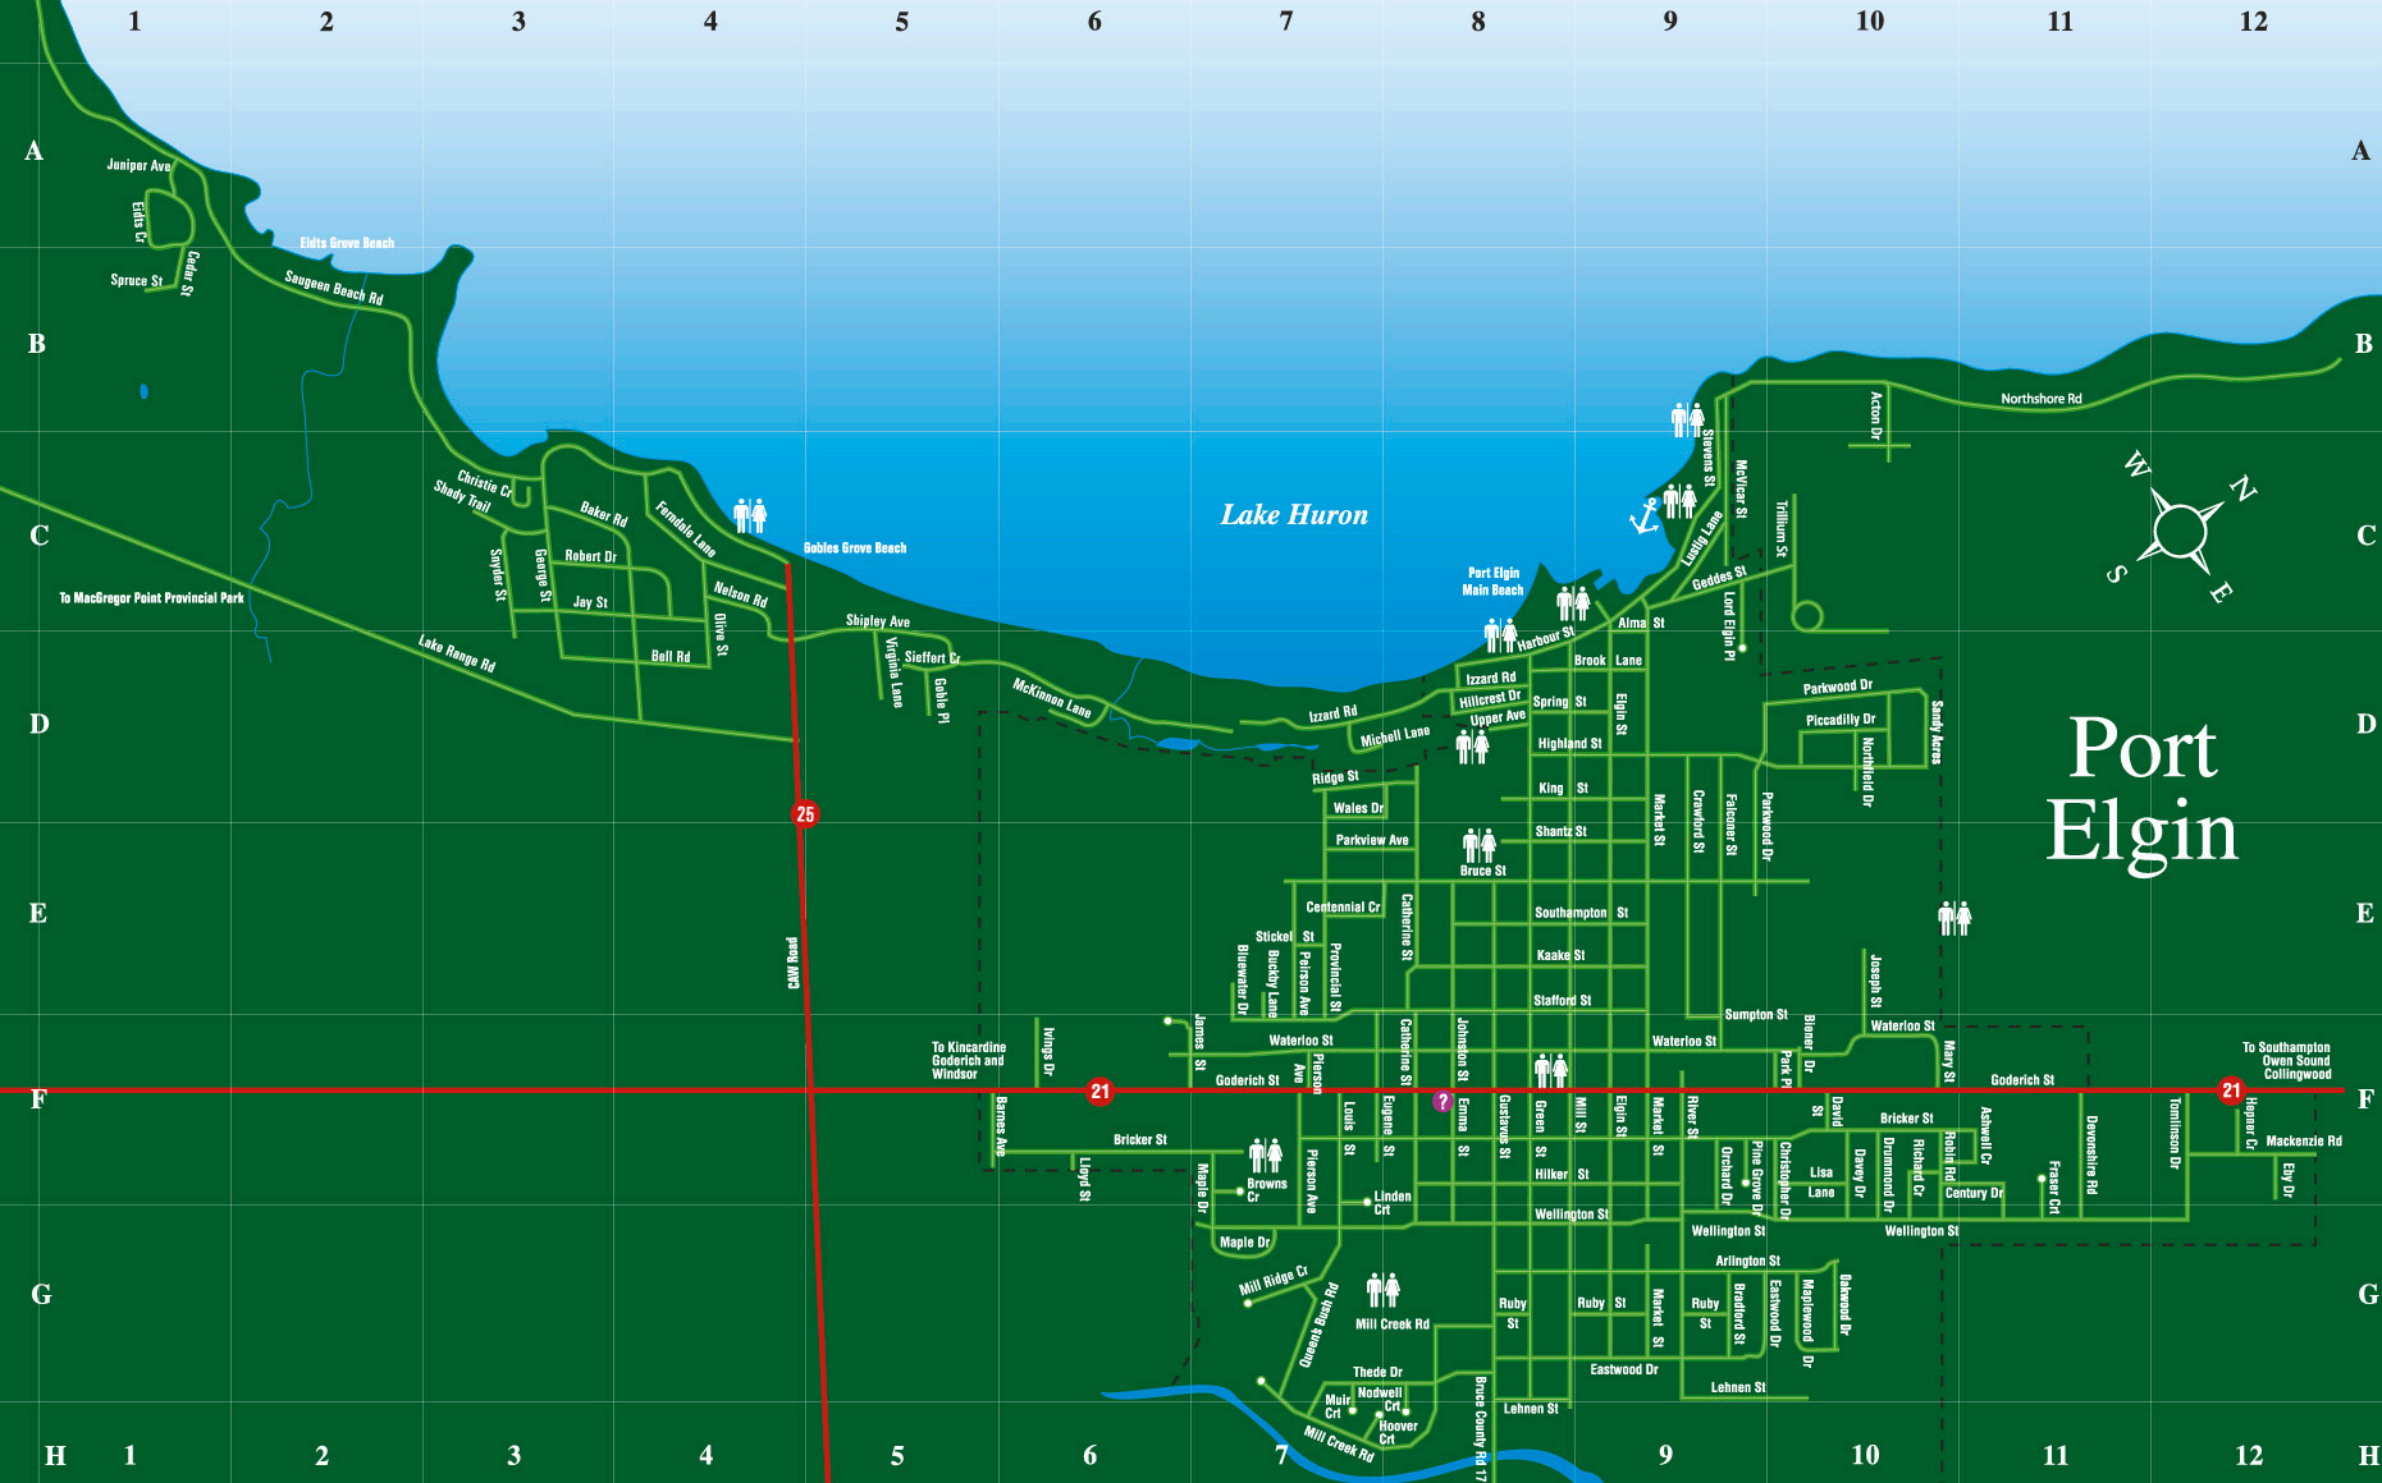 1 2 3 4 5 6 7 8 9 10 11 12
A
A
Juniper Ave
Eidts Cr
Eidts Grove Beach
Cedar St
Spruce St
Saugeen Beach Rd
B
B
Acton Dr
Northshore Rd
Stevens St
McVicar St
Christie Cr
Shady Trail
Baker Rd
Ferndale Lane
Lake Huron
Trillium St
W
N
S
E
C
C
Gobles Grove Beach
Lustig Lane
Snyder St
George St
Robert Dr
Geddes St
Port Elgin
Main Beach
To MacGregor Point Provincial Park
Jay St
Nelson Rd
Lord Elgin Pl
Olive St
Shipley Ave
Alma St
Harbour St
Lake Range Rd
Bell Rd
Virginia Lane
Sieffert Cr
Goble Pl
Brook Lane
McKinnon Lane
Izzard Rd
Hillcrest Dr
Spring St
Elgin St
Upper Ave
Izzard Rd
Michell Lane
Parkwood Dr
Piccadilly Dr
Northfield Dr
Sandy Acres
D
D
Port
Elgin
Highland St
Ridge St
King St
Wales Dr
Market St
Crawford St
Falconer St
Parkwood Dr
25
Shantz St
Parkview Ave
Bruce St
E
E
Centennial Cr
Catherine St
Southampton St
Stickel St
CAW Road
Bluewater Dr
Buckby Lane
Peirson Ave
Provincial St
Kaake St
Joseph St
Stafford St
Sumpton St
Biener Dr
Waterloo St
James St
Ivings Dr
To Kincardine
Goderich and
Windsor
Waterloo St
Pierson Ave
Catherine St
Johnston St
Waterloo St
Park Pl
Mary St
To Southampton
Owen Sound
Collingwood
Goderich St
Goderich St
21
?
21
F
F
Barnes Ave
Louis St
Eugene St
Emma St
Gustavus St
Green St
Mill St
Elgin St
Market St
River St
David St
Bricker St
Ashwell Cr
Devonshire Rd
Tomlinson Dr
Hepner Cr
Mackenzie Rd
Bricker St
Lloyd St
Maple Dr
Browns
Cr
Pierson Ave
Linden
Crt
Hilker St
Orchard Dr
Pine Grove Dr
Christopher Dr
Lisa
Lane
Davey Dr
Drummond Dr
Richard Cr
Robin Rd
Century Dr
Fraser Crt
Eby Dr
Wellington St
Wellington St
Wellington St
Maple Dr
Arlington St
Mill Ridge Cr
Queens Bush Rd
G
G
Ruby
St
Ruby St
Market St
Ruby
St
Bradford St
Eastwood Dr
Maplewood Dr
Oakwood Dr
Mill Creek Rd
Thede Dr
Eastwood Dr
Muir
Crt
Nodwell
Crt
Hoover
Crt
Lehnen St
Lehnen St
Mill Creek Rd
Bruce County Rd 17
H 1 2 3 4 5 6 7 9 10 11 12 H
8